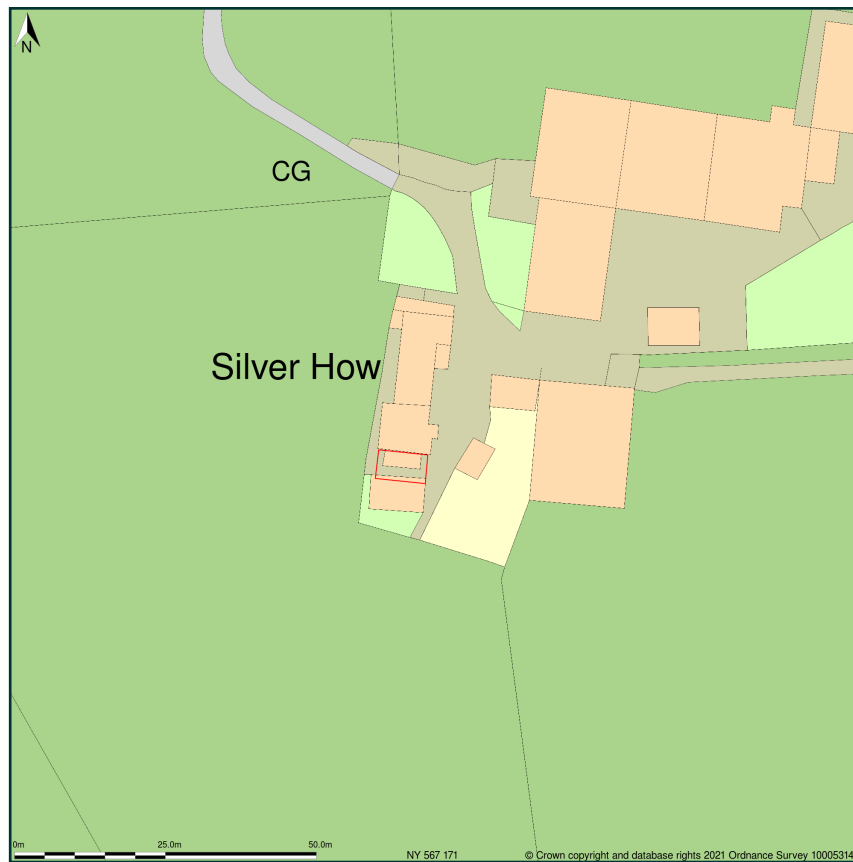 N
CG
Silver How
0m 25.0m 50.0m
NY 567 171
© Crown copyright and database rights 2021 Ordnance Survey 10005314